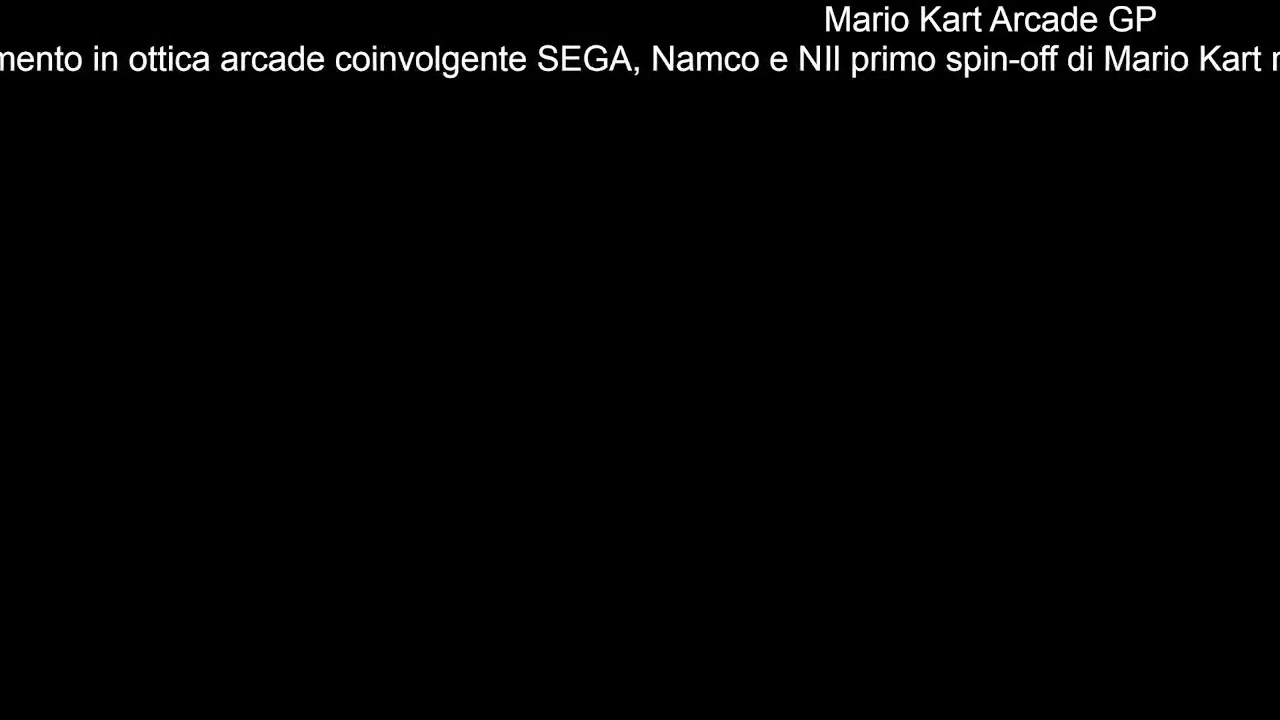 Mario Kart Arcade GP
mento in ottica arcade coinvolgente SEGA, Namco e NII primo spin-off di Mario Kart